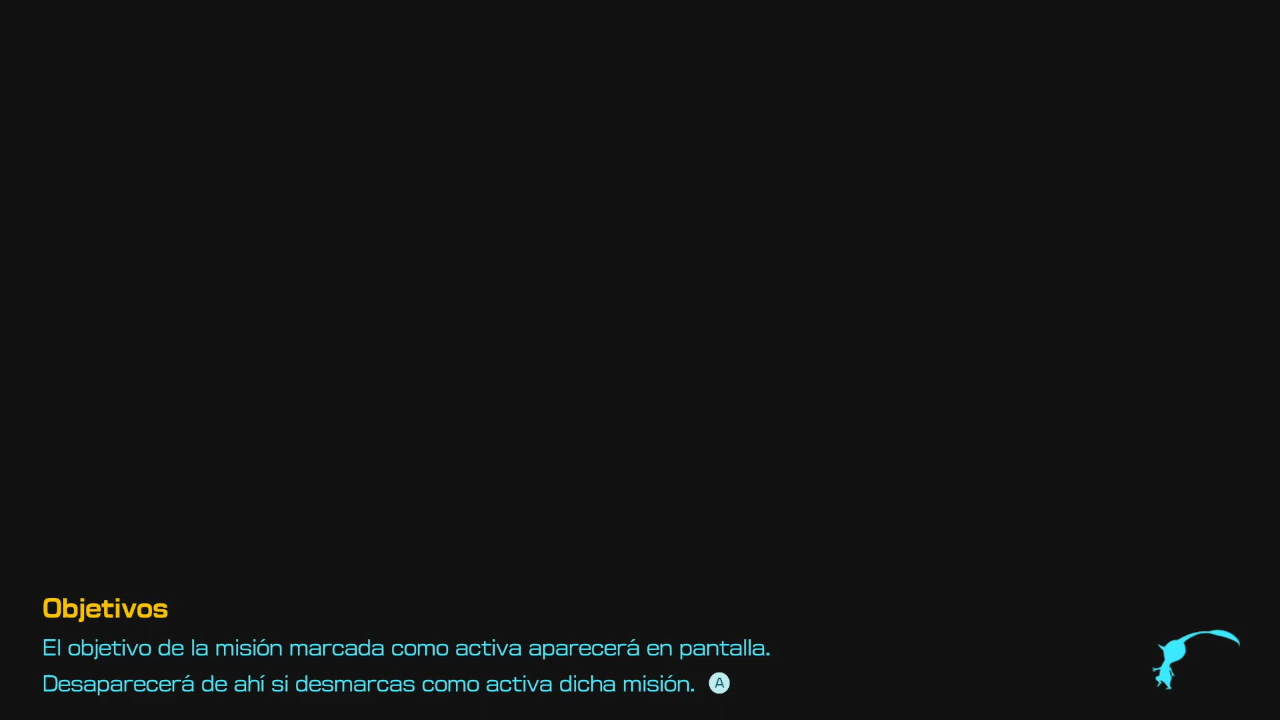 Objetivos
El objetivo de la misión marcada como activa aparecerá en pantalla.
Desaparecerá de ahí si desmarcas como activa dicha misión. A